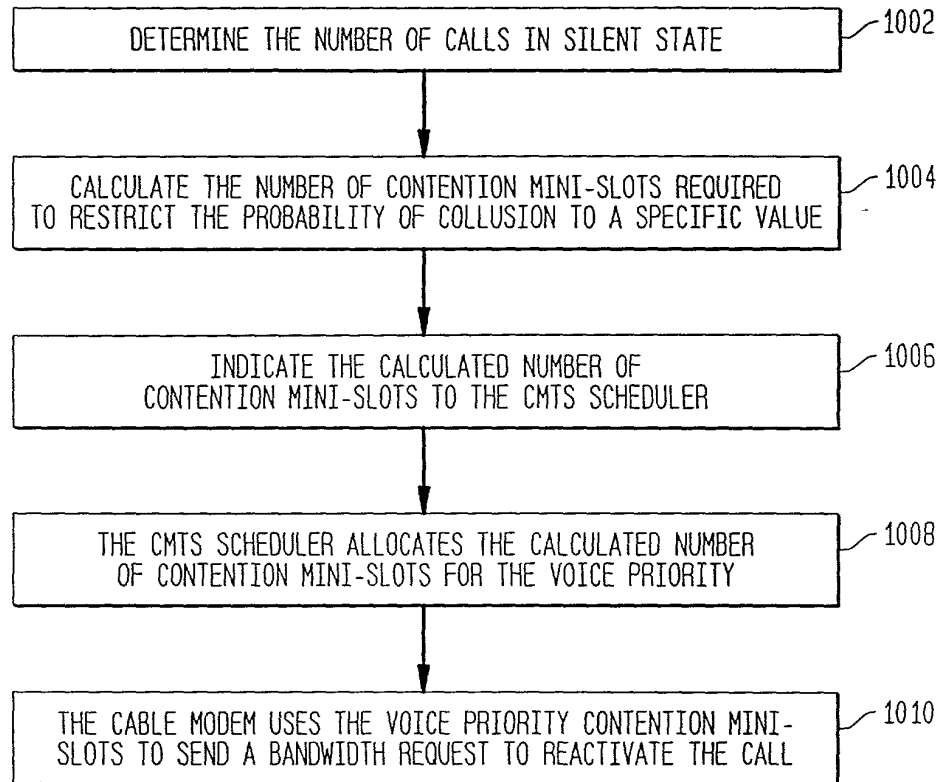 DETERMINE THE NUMBER OF CALLS IN SILENT STATE
1002
CALCULATE THE NUMBER OF CONTENTION MINI-SLOTS REQUIRED
TO RESTRICT THE PROBABILITY OF COLLUSION TO A SPECIFIC VALUE
1004
INDICATE THE CALCULATED NUMBER OF
CONTENTION MINI-SLOTS TO THE CMTS SCHEDULER
1006
THE CMTS SCHEDULER ALLOCATES THE CALCULATED NUMBER
OF CONTENTION MINI-SLOTS FOR THE VOICE PRIORITY
1008
THE CABLE MODEM USES THE VOICE PRIORITY CONTENTION MINI-
SLOTS TO SEND A BANDWIDTH REQUEST TO REACTIVATE THE CALL
1010